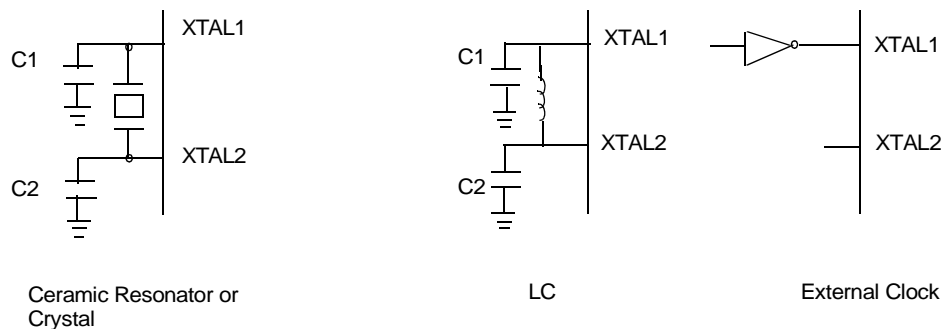 XTAL1
C1
XTAL2
C2
Ceramic Resonator or
Crystal
XTAL1
C1
XTAL2
C2
LC
XTAL1
XTAL2
External Clock